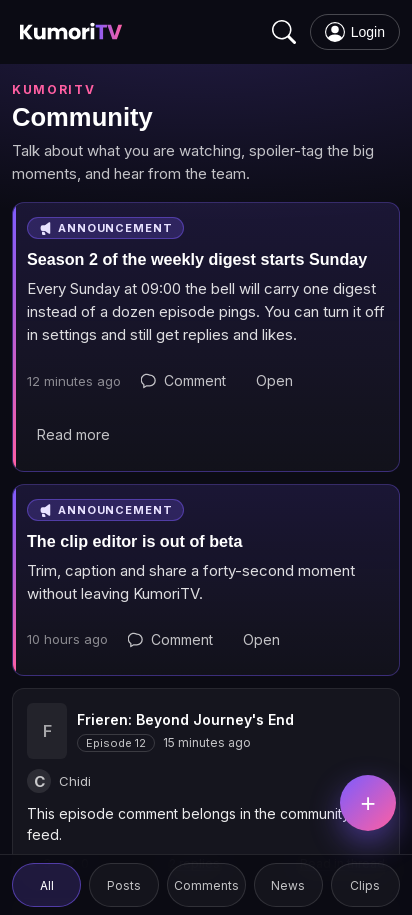 KumoriTV
Login
KUMORITV
Community
Talk about what you are watching, spoiler-tag the big
moments, and hear from the team.
ANNOUNCEMENT
Season 2 of the weekly digest starts Sunday
Every Sunday at 09:00 the bell will carry one digest
instead of a dozen episode pings. You can turn it off
in settings and still get replies and likes.
12 minutes ago Comment Open
Read more
ANNOUNCEMENT
The clip editor is out of beta
Trim, caption and share a forty-second moment
without leaving KumoriTV.
10 hours ago Comment Open
F
Frieren: Beyond Journey's End
Episode 12 15 minutes ago
C Chidi
This episode comment belongs in the community
feed.
+
All Posts Comments News Clips